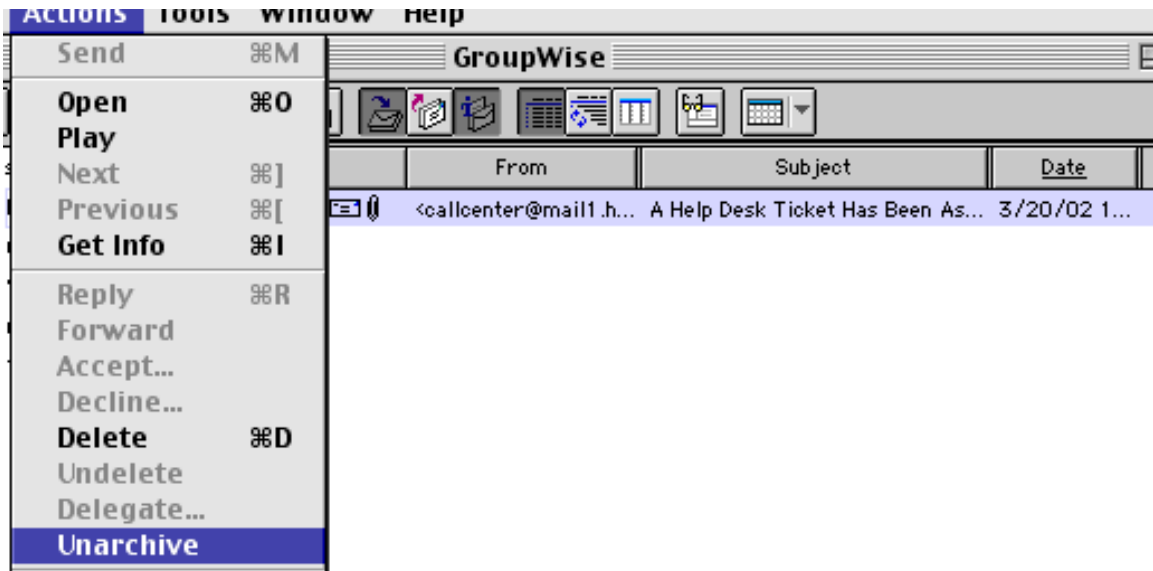 Actions Tools Window Help
GroupWise
Send ⌘M
Open ⌘O
Play
Next ⌘]
Previous ⌘[
Get Info ⌘I
Reply ⌘R
Forward
Accept...
Decline...
Delete ⌘D
Undelete
Delegate...
Unarchive
From Subject Date
<callcenter@mail1.h... A Help Desk Ticket Has Been As... 3/20/02 1...